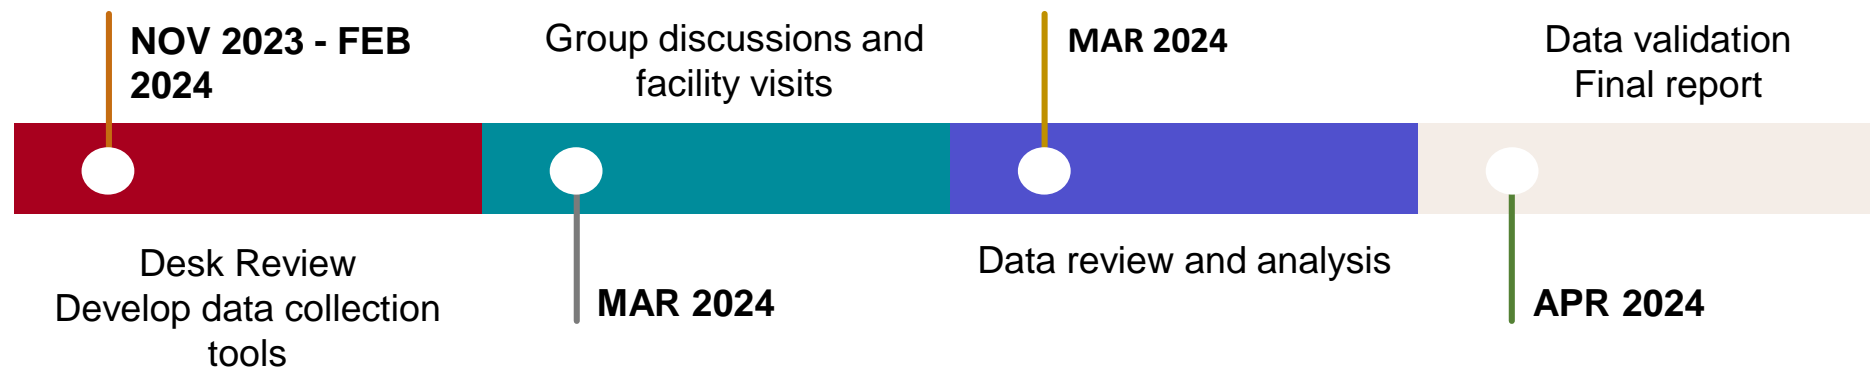 NOV 2023 - FEB
2024
Desk Review
Develop data collection
tools
Group discussions and
facility visits
MAR 2024
MAR 2024
Data review and analysis
Data validation
Final report
APR 2024